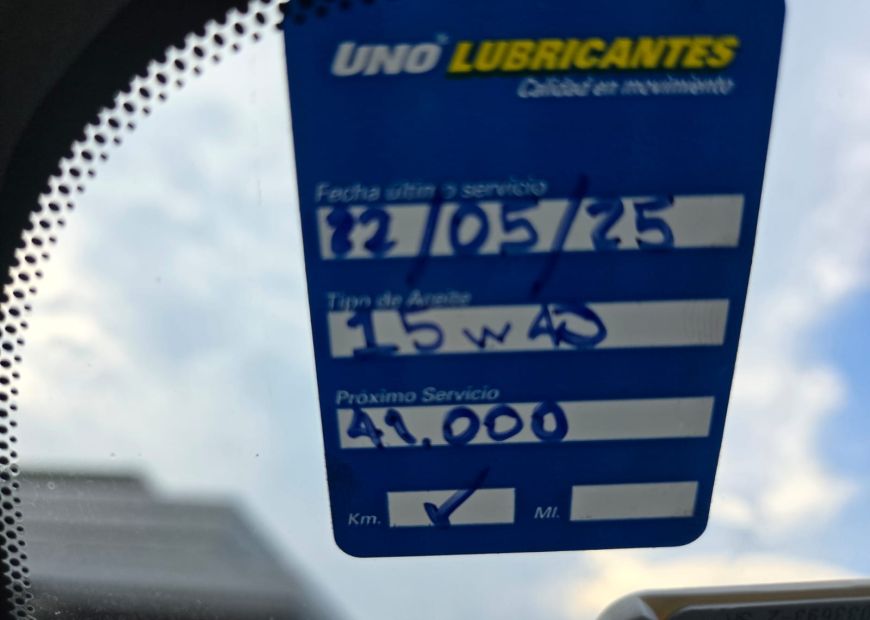 UNO LUBRICANTES
Calidad en movimiento
Fecha último servicio
22/05/25
Tipo de Aceite
15 w 40
Próximo Servicio
41.000
Km. ✓ Ml.